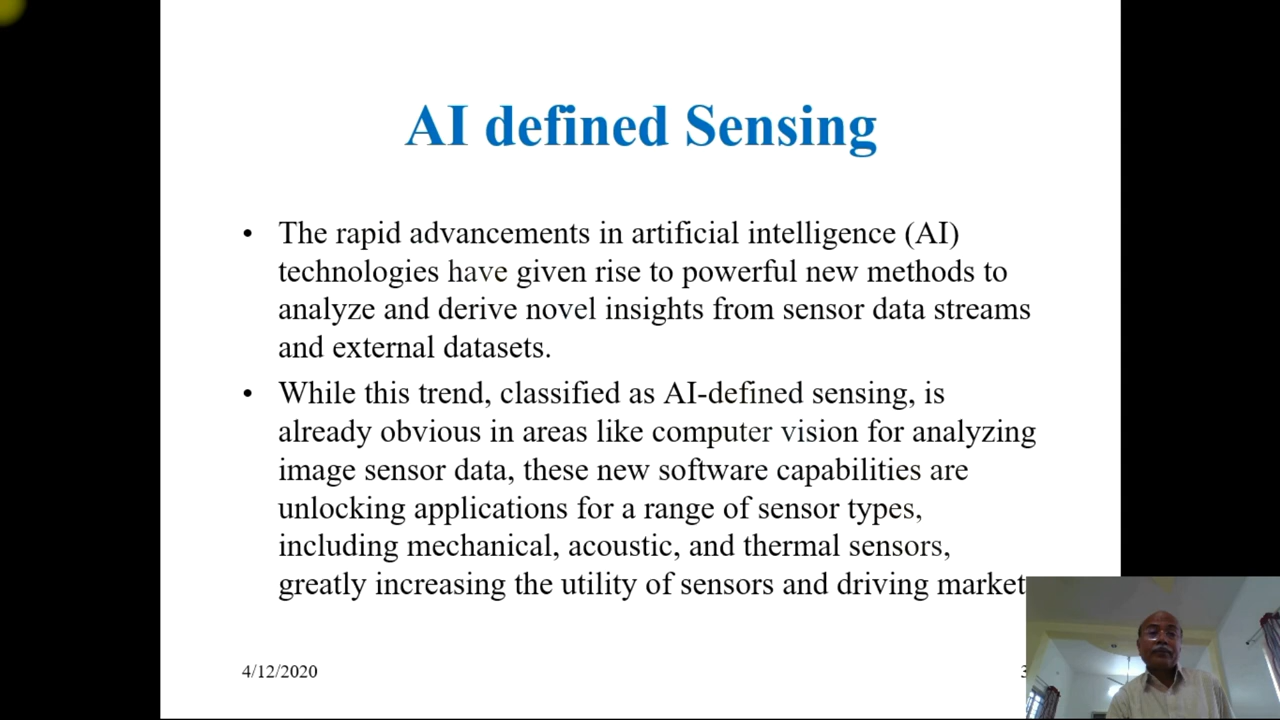 AI defined Sensing
• The rapid advancements in artificial intelligence (AI)
technologies have given rise to powerful new methods to
analyze and derive novel insights from sensor data streams
and external datasets.
• While this trend, classified as AI-defined sensing, is
already obvious in areas like computer vision for analyzing
image sensor data, these new software capabilities are
unlocking applications for a range of sensor types,
including mechanical, acoustic, and thermal sensors,
greatly increasing the utility of sensors and driving market
4/12/2020